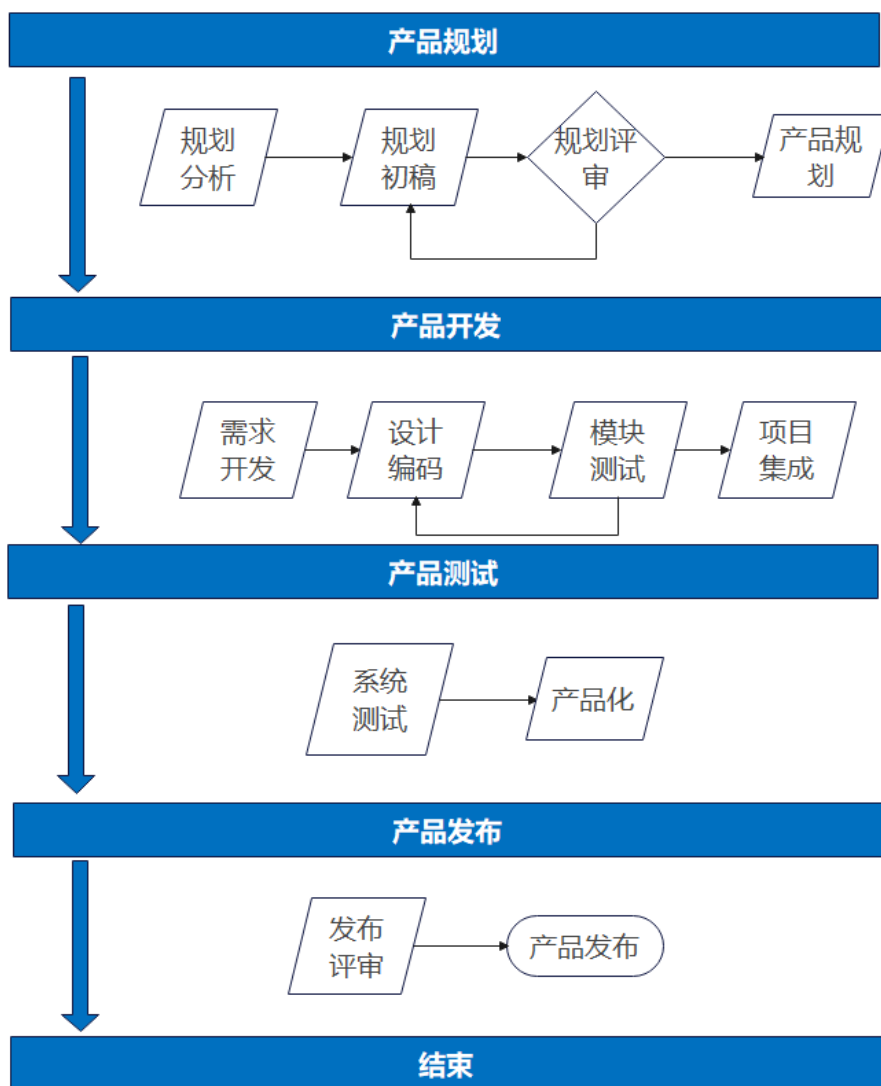 产品规划
规划
分析
规划
初稿
规划评
审
产品规
划
产品开发
需求
开发
设计
编码
模块
测试
项目
集成
产品测试
系统
测试
产品化
产品发布
发布
评审
产品发布
结束